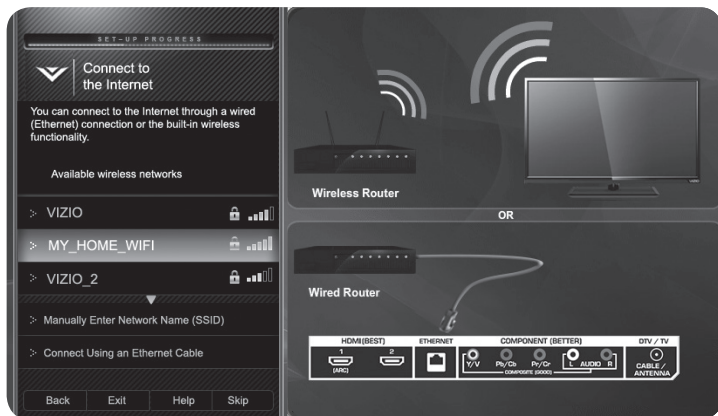 SET-UP PROGRESS
Connect to
the Internet
You can connect to the Internet through a wired
(Ethernet) connection or the built-in wireless
functionality.
Available wireless networks
VIZIO
MY_HOME_WIFI
VIZIO_2
Manually Enter Network Name (SSID)
Connect Using an Ethernet Cable
Back Exit Help Skip
Wireless Router
OR
Wired Router
HDMI (BEST) ETHERNET COMPONENT (BETTER) DTV / TV
1 2
(ARC)
Y/V Pb/Cb Pr/Cr L AUDIO R
COMPOSITE (GOOD)
CABLE /
ANTENNA